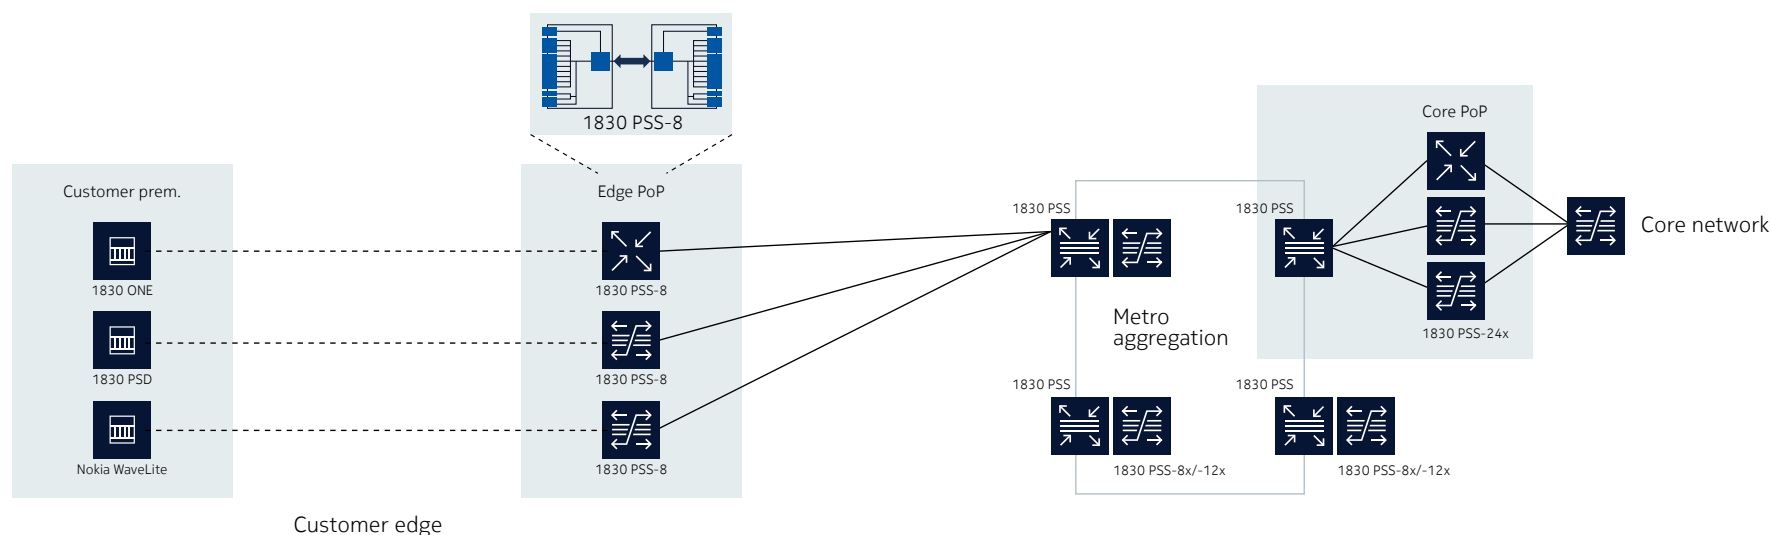 1830 PSS-8
Customer prem.
1830 ONE
1830 PSD
Nokia WaveLite
Customer edge
Edge PoP
1830 PSS-8
1830 PSS-8
1830 PSS-8
1830 PSS
1830 PSS
Metro
aggregation
1830 PSS
1830 PSS-8x/-12x
1830 PSS
1830 PSS-8x/-12x
Core PoP
1830 PSS-24x
Core network